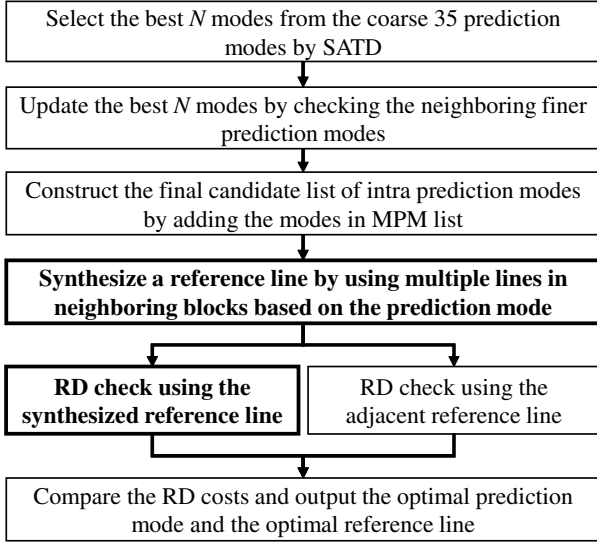 Select the best N modes from the coarse 35 prediction
modes by SATD
Update the best N modes by checking the neighboring finer
prediction modes
Construct the final candidate list of intra prediction modes
by adding the modes in MPM list
Synthesize a reference line by using multiple lines in
neighboring blocks based on the prediction mode
RD check using the
synthesized reference line
RD check using the
adjacent reference line
Compare the RD costs and output the optimal prediction
mode and the optimal reference line